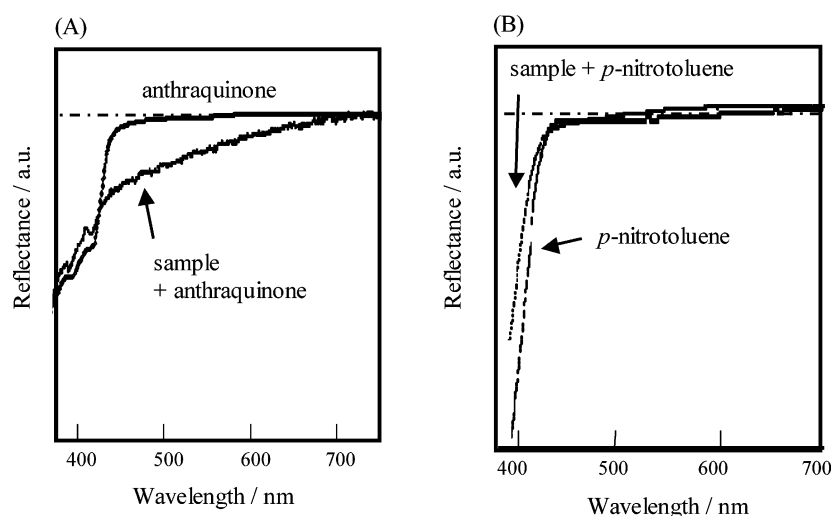 (A)
anthraquinone
sample
+ anthraquinone
Reflectance / a.u.
400 500 600 700
Wavelength / nm
(B)
sample + p-nitrotoluene
p-nitrotoluene
Reflectance / a.u.
400 500 600 700
Wavelength / nm